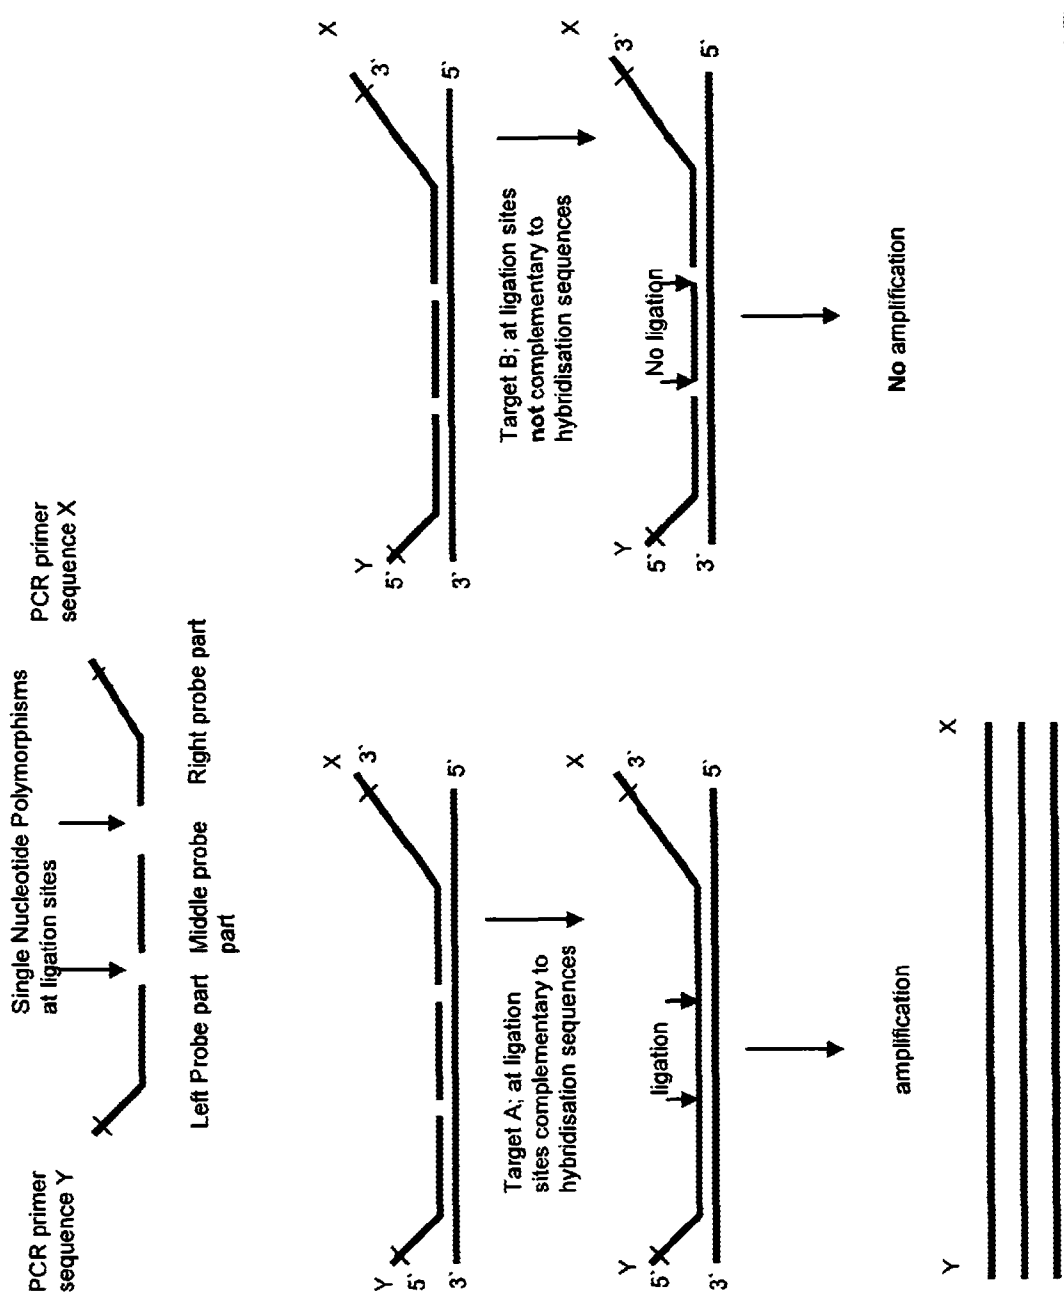 Single Nucleotide Polymorphisms
at ligation sites
PCR primer
sequence Y
PCR primer
sequence X
Left Probe part
Middle probe
part
Right probe part
Y
5`
3`
X
3`
5`
Target A; at ligation
sites complementary to
hybridisation sequences
Y
5`
3`
ligation
X
3`
5`
amplification
Y
X
Y
5`
3`
X
3`
5`
Target B; at ligation sites
not complementary to
hybridisation sequences
Y
5`
3`
No ligation
X
3`
5`
No amplification